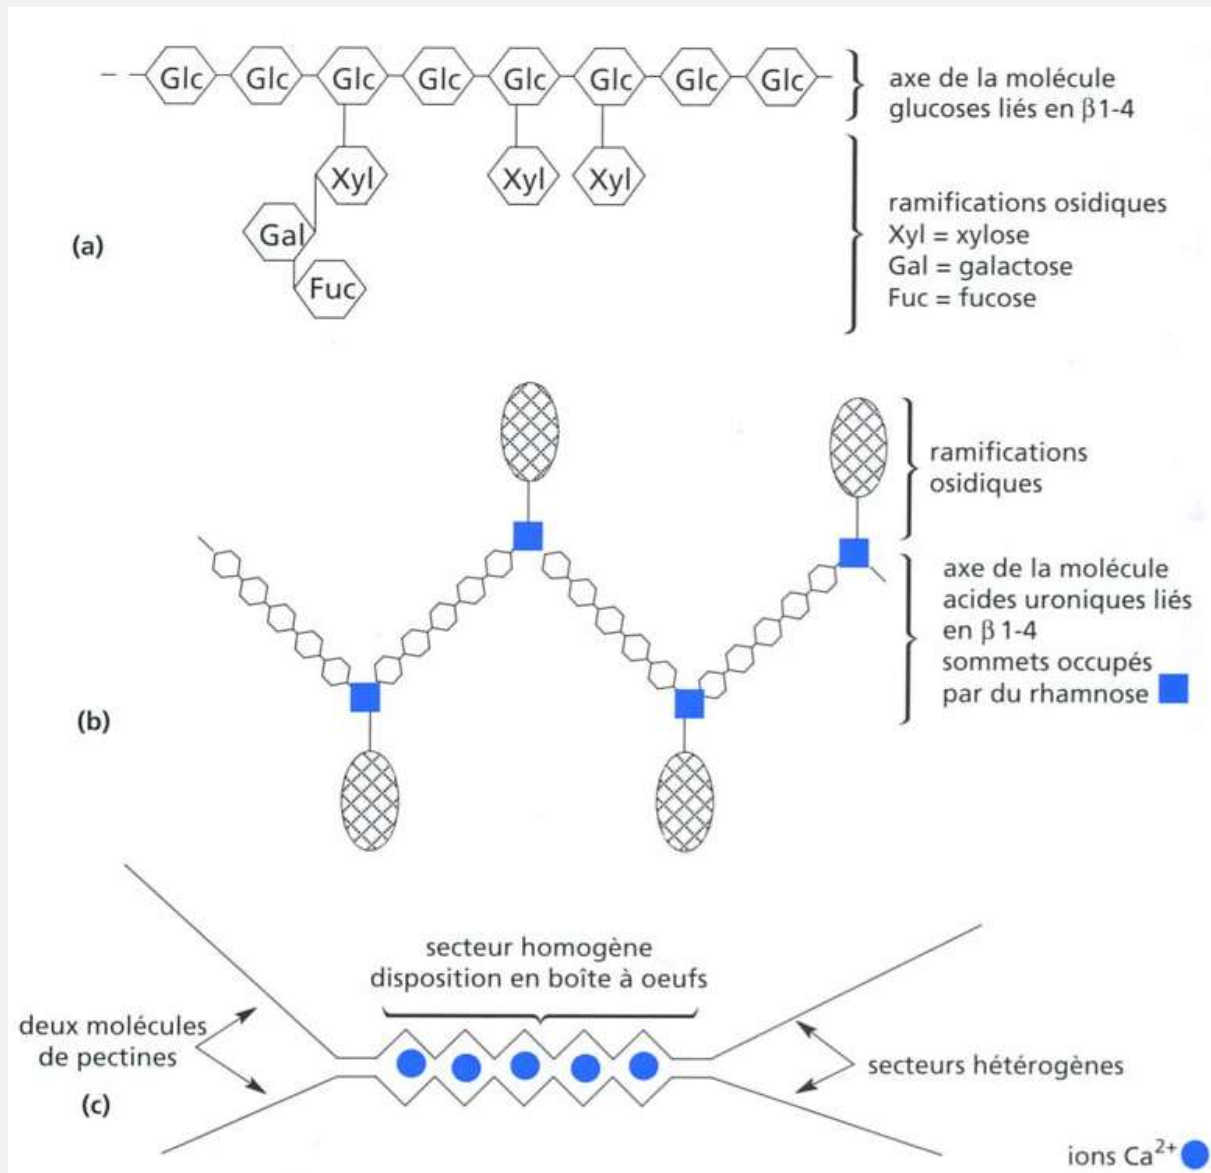 Glc Glc Glc Glc Glc Glc Glc Glc
axe de la molécule
glucoses liés en β1-4
Xyl Xyl Xyl
Gal
Fuc
(a)
ramifications osidiques
Xyl = xylose
Gal = galactose
Fuc = fucose
ramifications
osidiques
axe de la molécule
acides uroniques liés
en β 1-4
sommets occupés
par du rhamnose
(b)
secteur homogène
disposition en boîte à oeufs
deux molécules
de pectines
secteurs hétérogènes
(c)
ions Ca²⁺